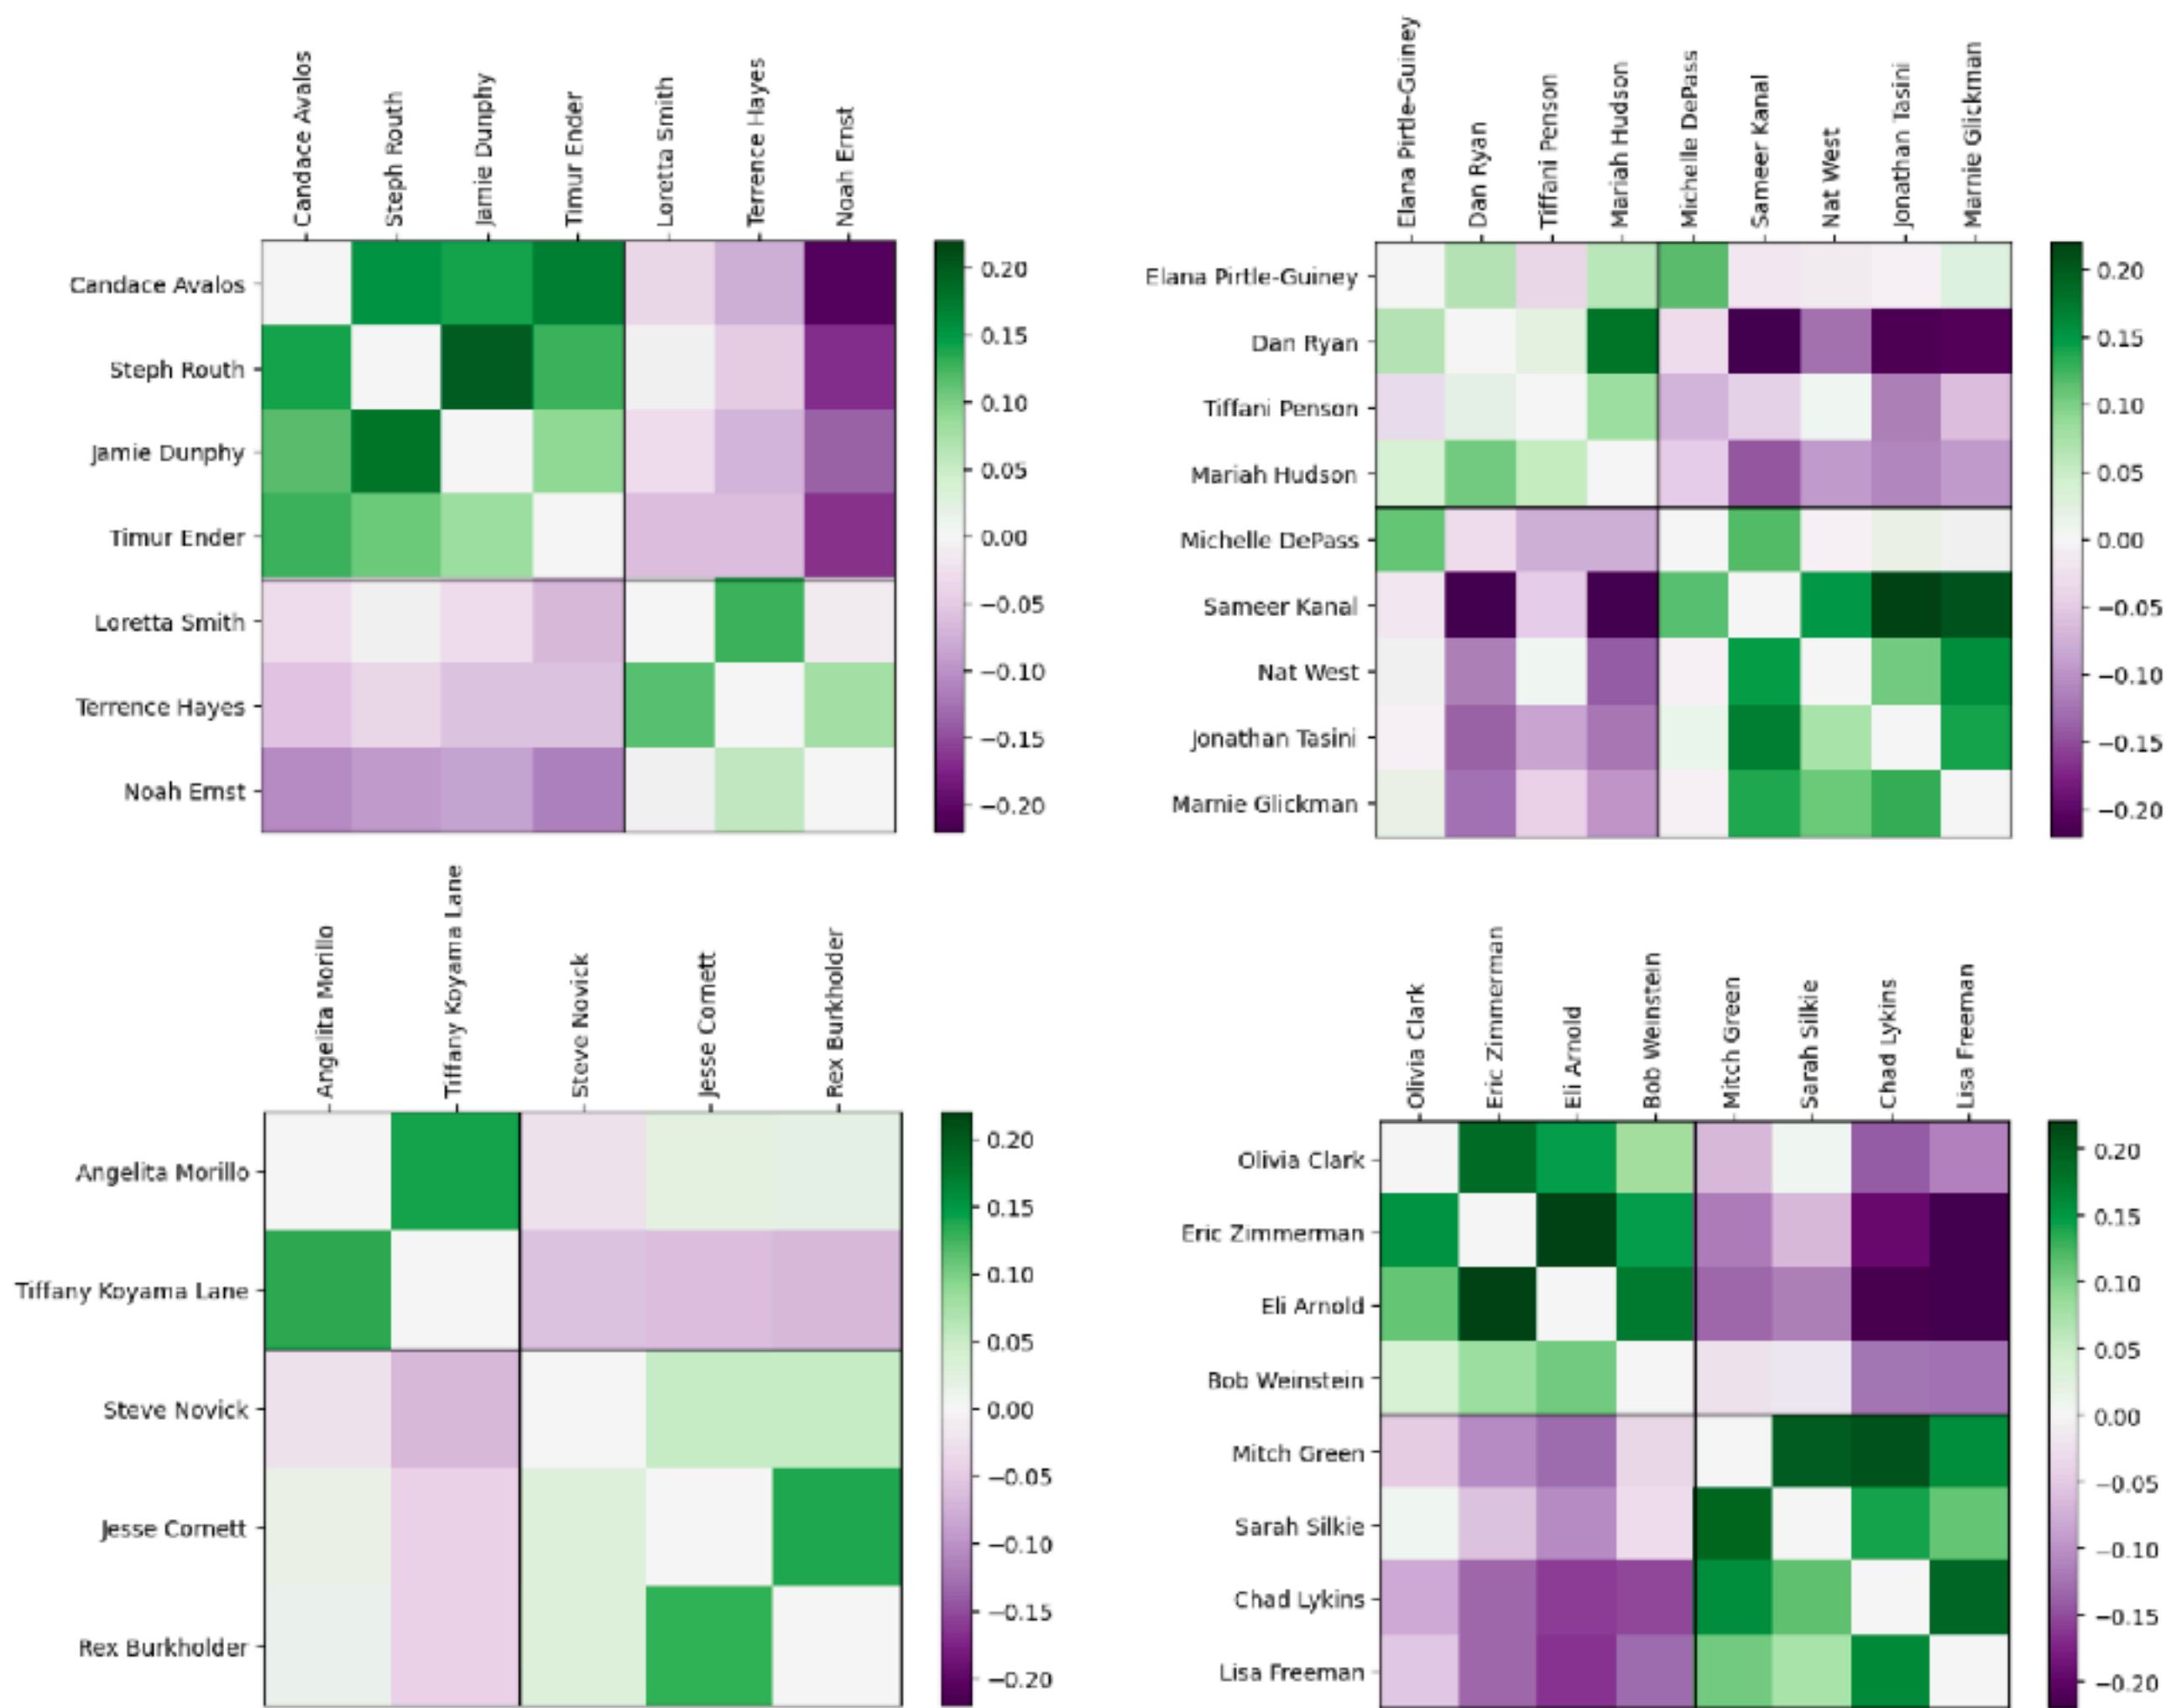 Candace Avalos
Steph Routh
Jamie Dunphy
Timur Ender
Loretta Smith
Terrence Hayes
Noah Ernst
Candace Avalos
Steph Routh
Jamie Dunphy
Timur Ender
Loretta Smith
Terrence Hayes
Noah Ernst
0.20
0.15
0.10
0.05
0.00
−0.05
−0.10
−0.15
−0.20
Elana Pirtle-Guiney
Dan Ryan
Tiffani Penson
Mariah Hudson
Michelle DePass
Sameer Kanal
Nat West
Jonathan Tasini
Marnie Glickman
Elana Pirtle-Guiney
Dan Ryan
Tiffani Penson
Mariah Hudson
Michelle DePass
Sameer Kanal
Nat West
Jonathan Tasini
Marnie Glickman
0.20
0.15
0.10
0.05
0.00
−0.05
−0.10
−0.15
−0.20
Angelita Morillo
Tiffany Koyama Lane
Steve Novick
Jesse Cornett
Rex Burkholder
Angelita Morillo
Tiffany Koyama Lane
Steve Novick
Jesse Cornett
Rex Burkholder
0.20
0.15
0.10
0.05
0.00
−0.05
−0.10
−0.15
−0.20
Olivia Clark
Eric Zimmerman
Eli Arnold
Bob Weinstein
Mitch Green
Sarah Silkie
Chad Lykins
Lisa Freeman
Olivia Clark
Eric Zimmerman
Eli Arnold
Bob Weinstein
Mitch Green
Sarah Silkie
Chad Lykins
Lisa Freeman
0.20
0.15
0.10
0.05
0.00
−0.05
−0.10
−0.15
−0.20